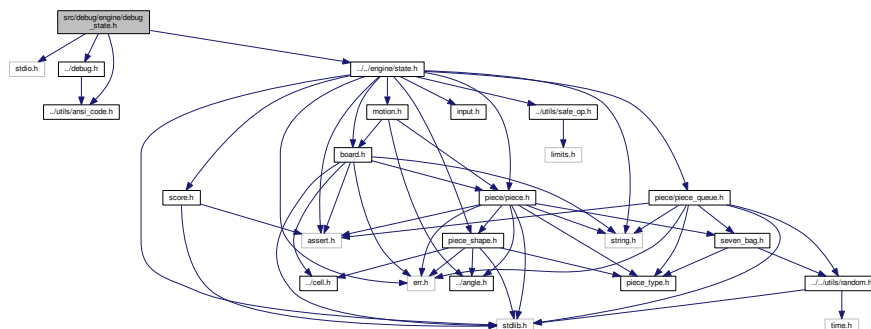 src/debug/engine/debug
_state.h
stdio.h
../debug.h
../../engine/state.h
../utils/ansi_code.h
motion.h
input.h
../utils/safe_op.h
board.h
limits.h
score.h
piece/piece.h
piece/piece_queue.h
assert.h
piece_shape.h
string.h
seven_bag.h
../cell.h
err.h
../angle.h
piece_type.h
../../utils/random.h
stdlib.h
time.h